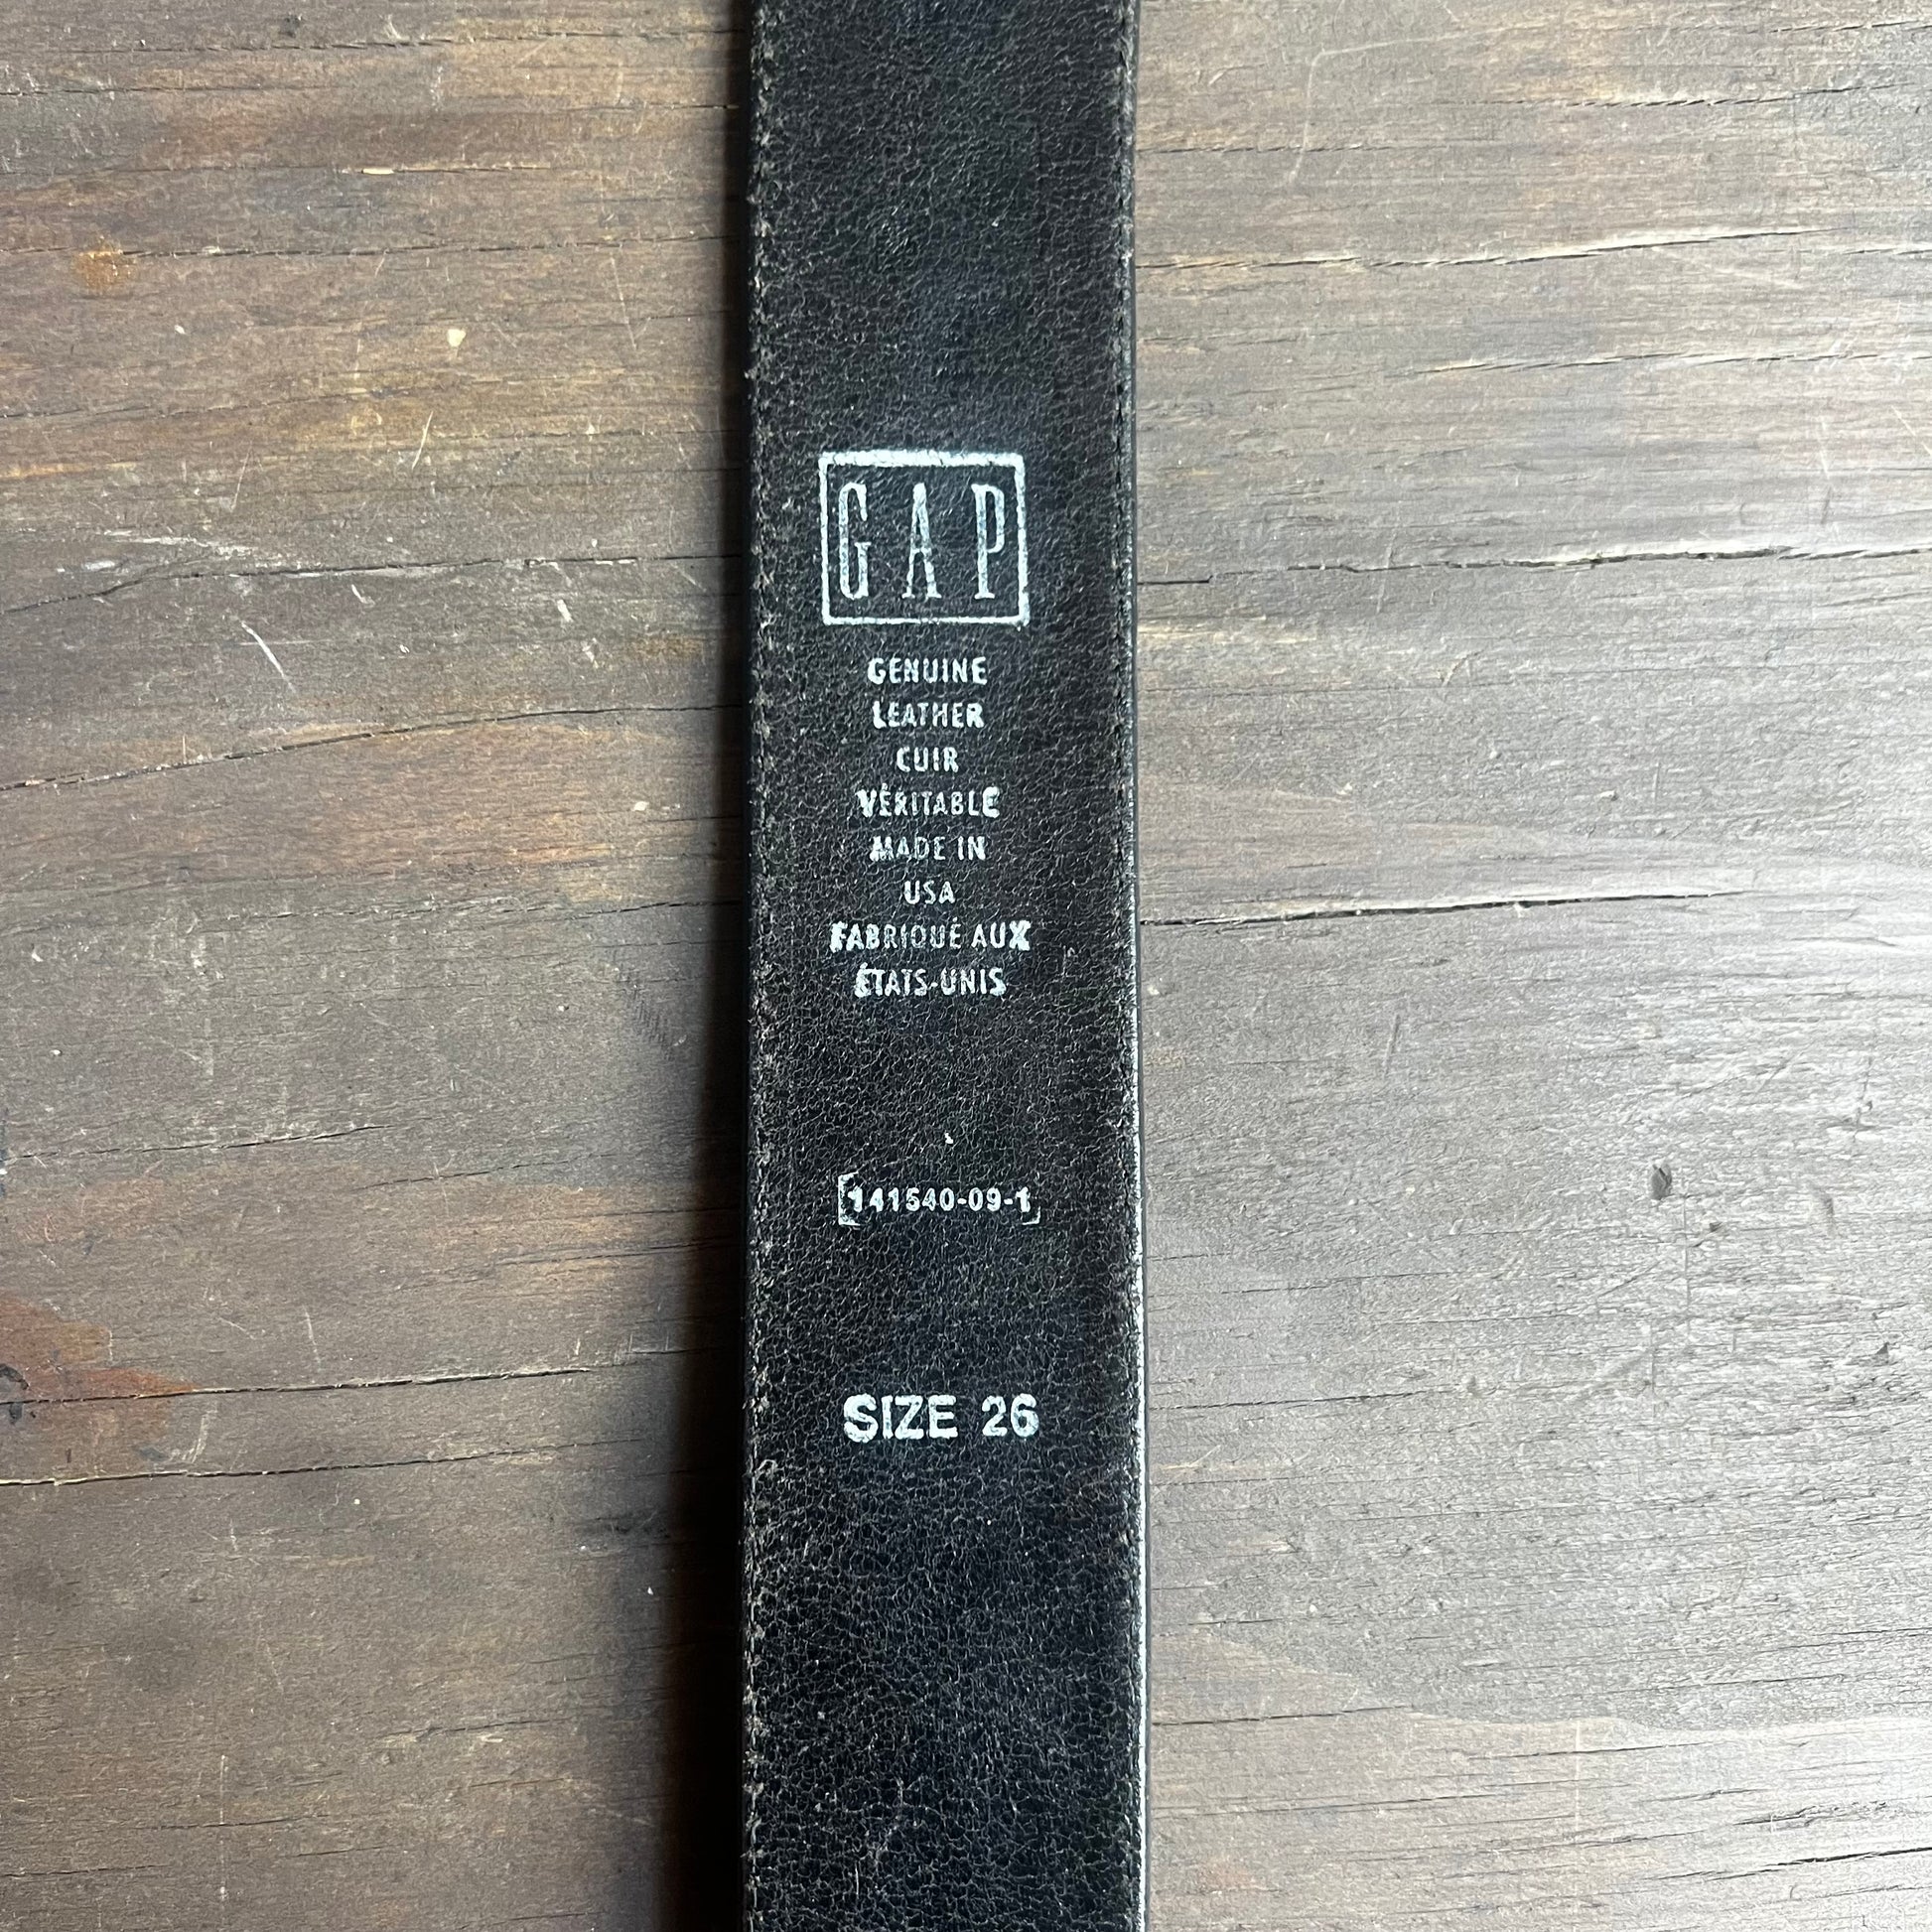 GAP
GENUINE
LEATHER
CUIR
VÉRITABLE
MADE IN
USA
FABRIQUÉ AUX
ÉTATS-UNIS
[141540-09-1]
SIZE 26